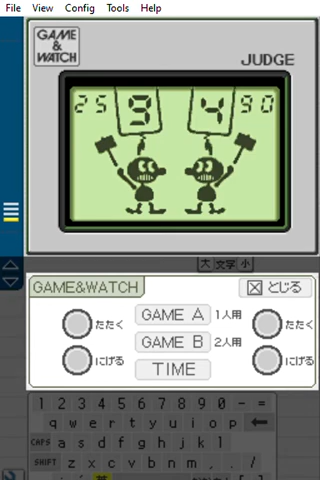 File View Config Tools Help
GAME
&
WATCH
JUDGE
25 9 4 90
大 文字 小
GAME&WATCH
とじる
たたく GAME A 1人用 たたく
にげる GAME B 2人用 にげる
TIME
1 2 3 4 5 6 7 8 9 0 - =
q w e r t y u i o p
CAPS a s d f g h j k l
SHIFT z x c v b n m , . /